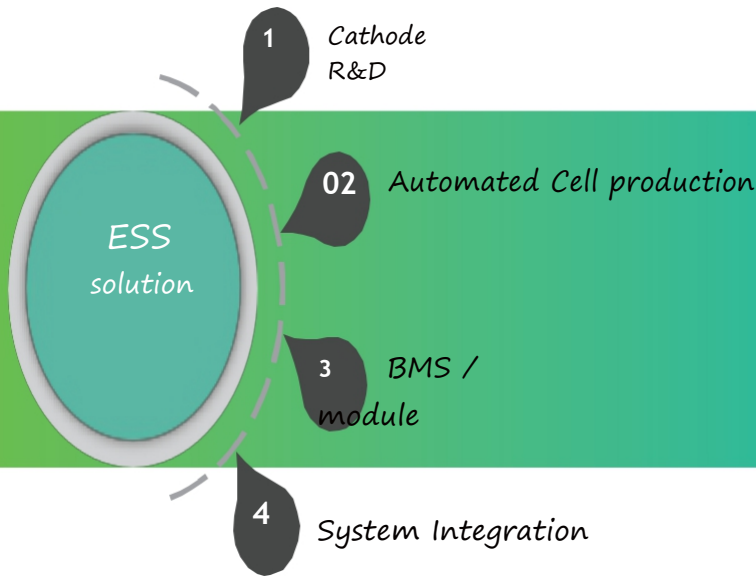 1
Cathode
R&D
02 Automated Cell production
ESS
solution
3 BMS /
module
4
System Integration